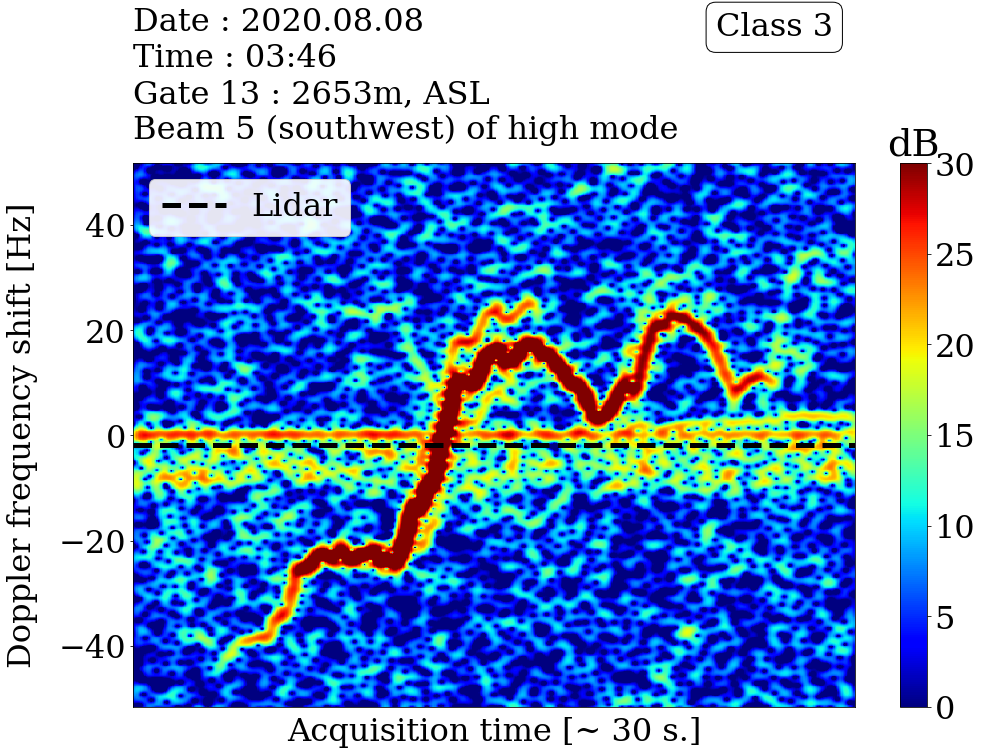 Date : 2020.08.08
Time : 03:46
Gate 13 : 2653m, ASL
Beam 5 (southwest) of high mode
Class 3
dB
Lidar
Doppler frequency shift [Hz]
40
20
0
−20
−40
30
25
20
15
10
5
0
Acquisition time [~ 30 s.]